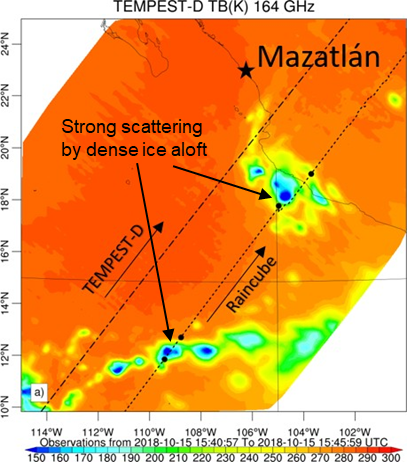 TEMPEST-D TB(K) 164 GHz
24°N
Mazatlán
22°N
Strong scattering
by dense ice aloft
20°N
18°N
16°N
TEMPEST-D
Raincube
14°N
12°N
10°N
a)
114°W 110°W 106°W 102°W
Observations from 2018-10-15 15:40:57 To 2018-10-15 15:45:59 UTC
150 160 170 180 190 200 210 220 230 240 250 260 270 280 290 300